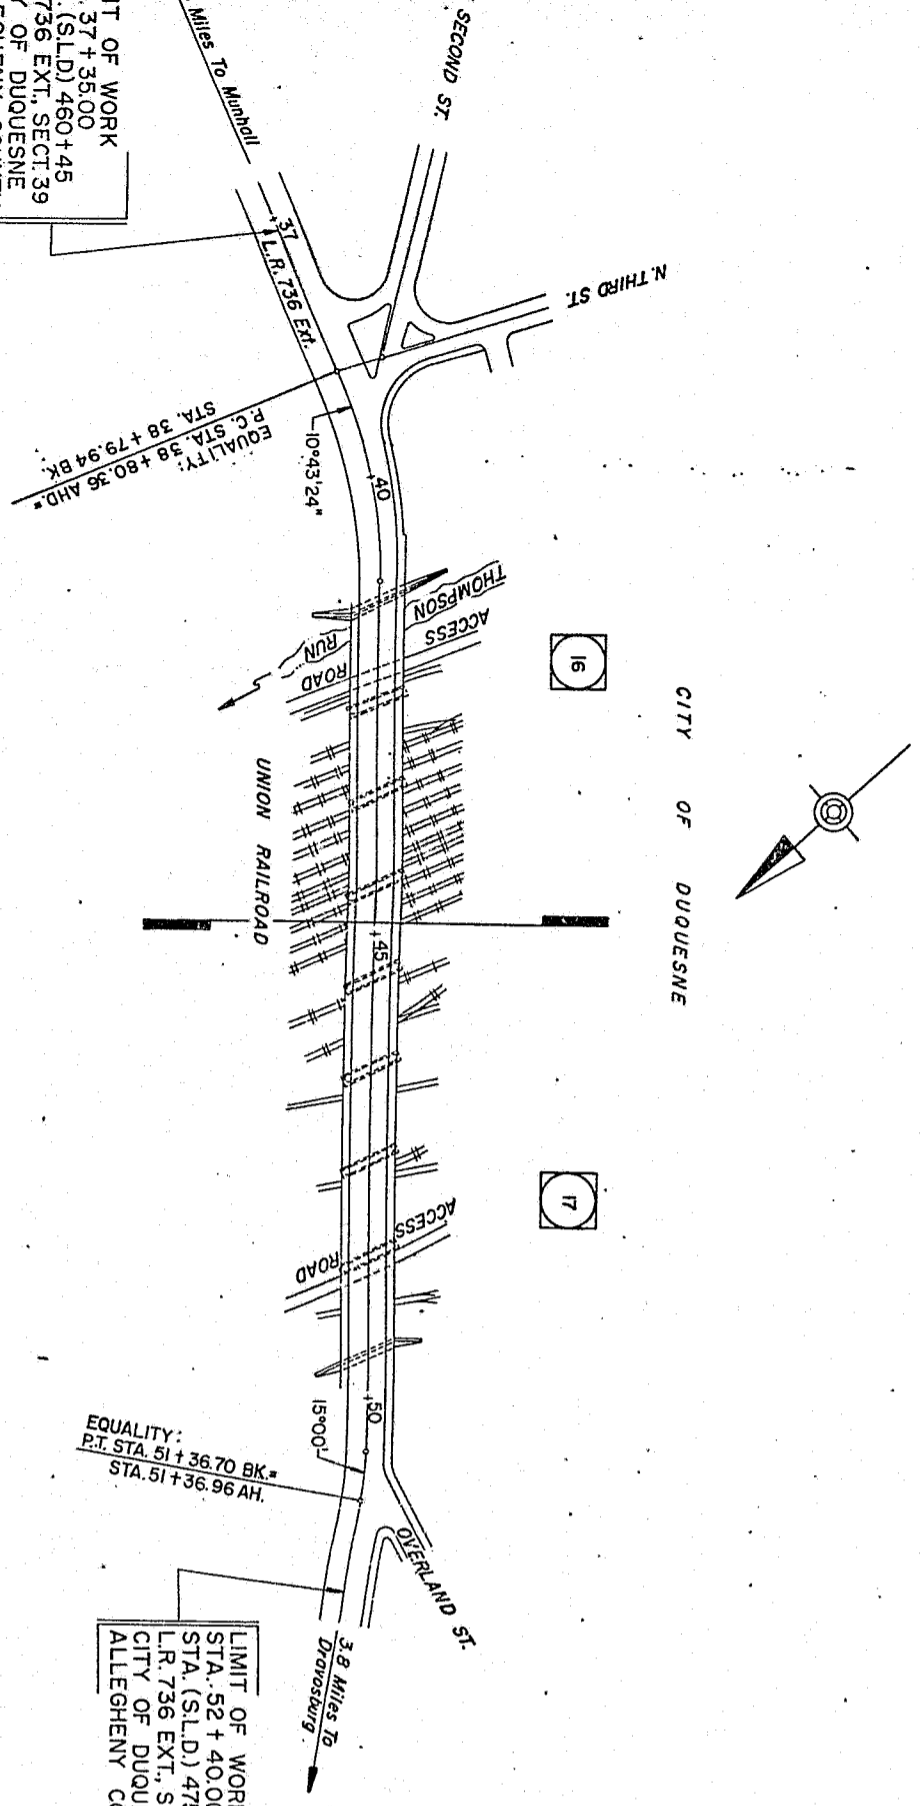 Miles To Munhall
SECOND ST.
IT OF WORK
37+35.00
. (S.L.D.) 460+45
736 EXT., SECT. 39
Y OF DUQUESNE
N. THIRD ST.
+37
L.R. 736 Ext.
EQUALITY:
P.C. STA. 38 + 80.36 AHD.=
STA. 38 + 79.94 BK.
10°43'24"
+40
THOMPSON
RUN
ACCESS
ROAD
16
CITY OF DUQUESNE
UNION RAILROAD
+45
17
ACCESS
ROAD
+50
15°00'
EQUALITY:
P.T. STA. 51 + 36.70 BK.=
STA. 51 + 36.96 AH.
OVERLAND ST.
3.8 Miles To
Dravosburg
LIMIT OF WOR
STA. 52 + 40.0
STA. (S.L.D.) 47
L.R. 736 EXT., S
CITY OF DUQU
ALLEGHENY C